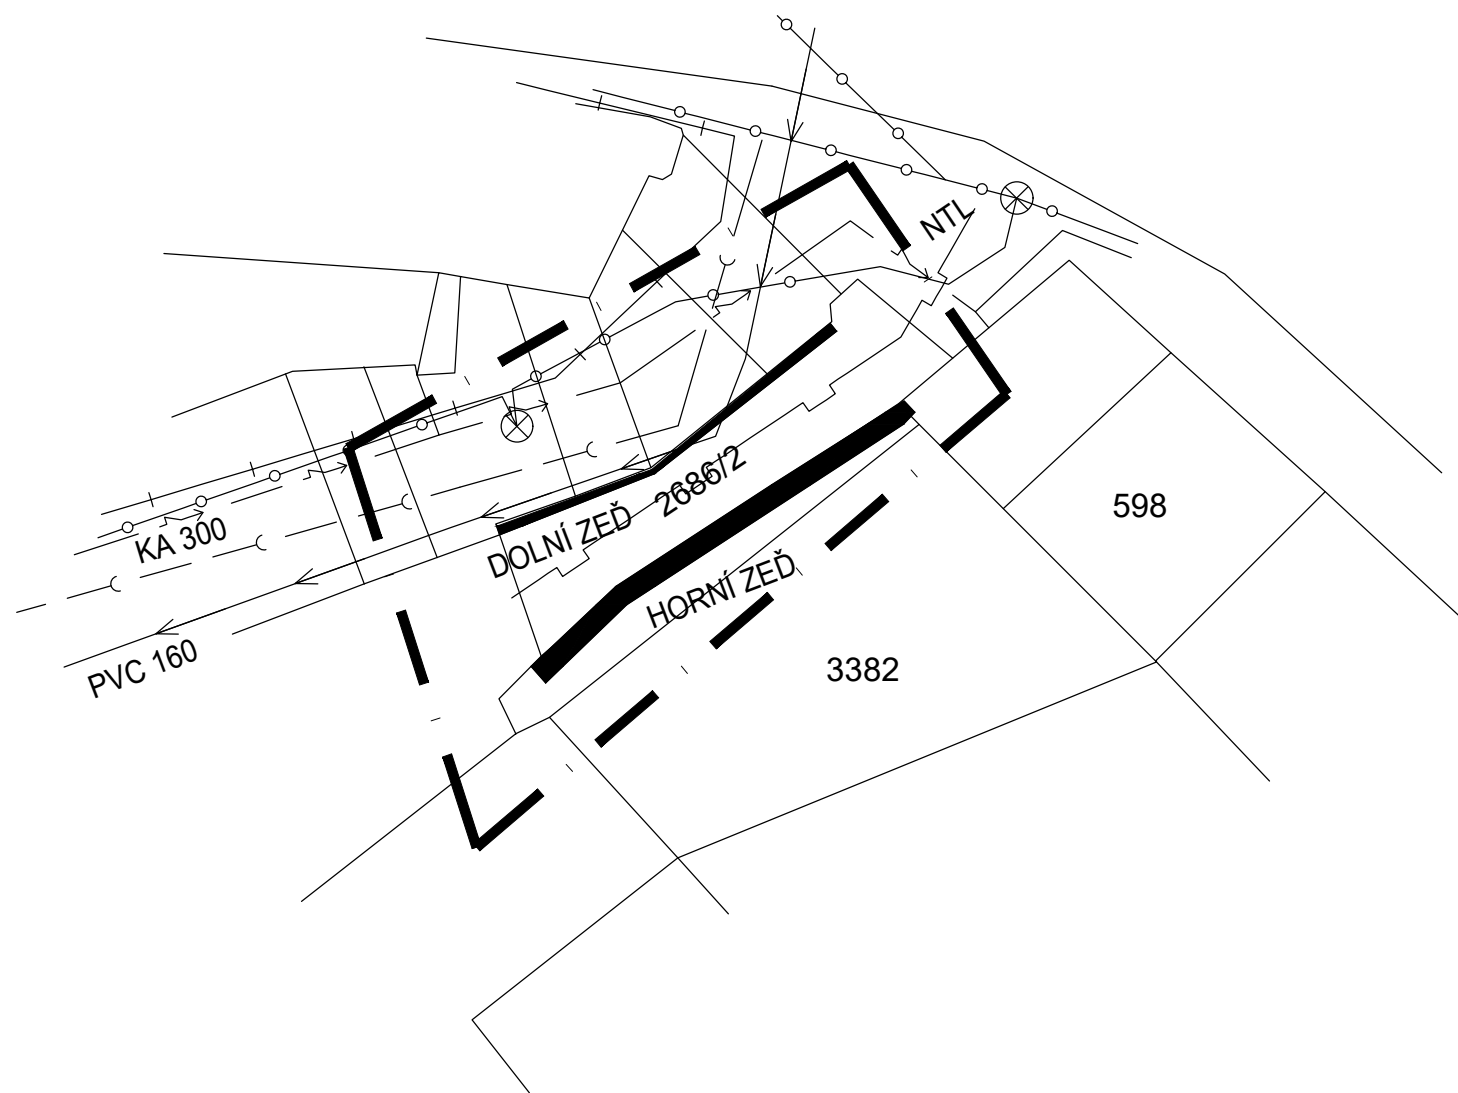 NTL
2686/2
598
KA 300
DOLNÍ ZEĎ
HORNÍ ZEĎ
PVC 160
3382